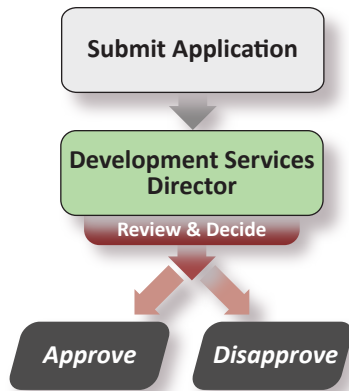 Submit Application
Development Services
Director
Review & Decide
Approve
Disapprove